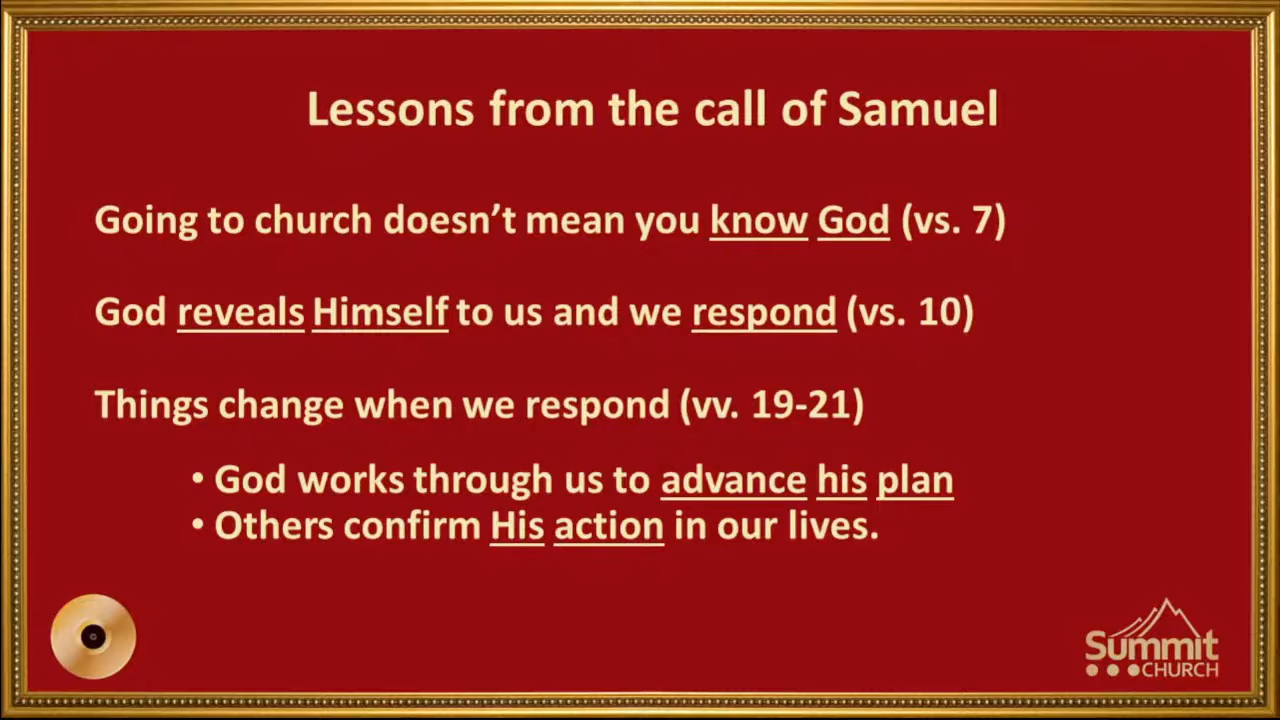 Lessons from the call of Samuel
Going to church doesn’t mean you know God (vs. 7)
God reveals Himself to us and we respond (vs. 10)
Things change when we respond (vv. 19-21)
• God works through us to advance his plan
• Others confirm His action in our lives.
Summit
CHURCH